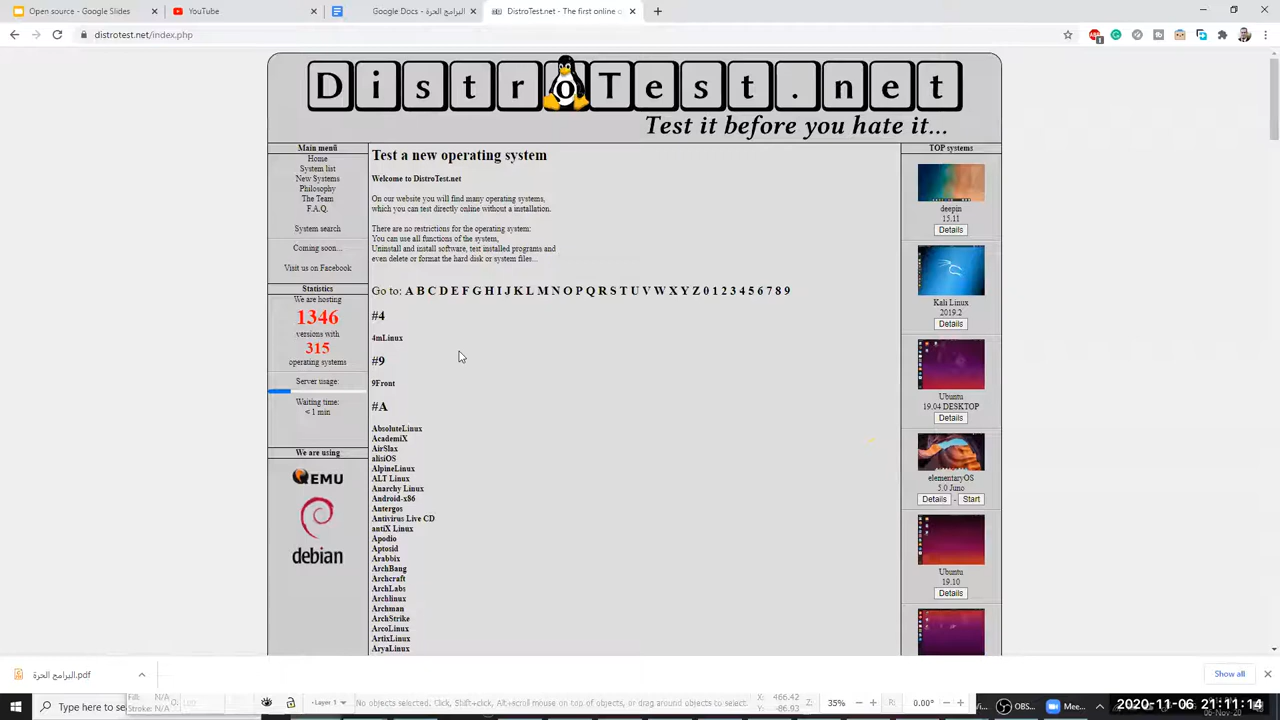 Open source - Google Slides
YouTube
البرامج الحرة - Google Docs
DistroTest.net - The first online o
distrotest.net/index.php
1
DistroTest.net
Test it before you hate it...
Main menü
Home
System list
New Systems
Philosophy
The Team
F.A.Q.
System search
Coming soon...
Visit us on Facebook
Statistics
We are hosting
1346
versions with
315
operating systems
Server usage:
Waiting time:
< 1 min
We are using
QEMU
debian
Test a new operating system
Welcome to DistroTest.net
On our website you will find many operating systems,
which you can test directly online without a installation.
There are no restrictions for the operating system:
You can use all functions of the system,
Uninstall and install software, test installed programs and
even delete or format the hard disk or system files...
Go to: A B C D E F G H I J K L M N O P Q R S T U V W X Y Z 0 1 2 3 4 5 6 7 8 9
#4
4mLinux
#9
9Front
#A
AbsoluteLinux
AcademiX
AirSlax
alisiOS
AlpineLinux
ALT Linux
Anarchy Linux
Android-x86
Antergos
Antivirus Live CD
antiX Linux
Apodio
Aptosid
Arabbix
ArchBang
Archcraft
ArchLabs
Archlinux
Archman
ArchStrike
ArcoLinux
ArtixLinux
AryaLinux
TOP systems
deepin
15.11
Details
Kali Linux
2019.2
Details
Ubuntu
19.04 DESKTOP
Details
elementaryOS
5.0 Juno
Details - Start
Ubuntu
19.10
Details
البرامج الحرة.pdf
Show all
Type here to se
Fill: N/A
Stroke: N/A
O:
Layer 1
No objects selected. Click, Shift+click, Alt+scroll mouse on top of objects, or drag around objects to select.
X: 466.42
Y: -86.93
Z: 35%
R: 0.00°
OBS...
Mee...
2020-11-06 21:11:14